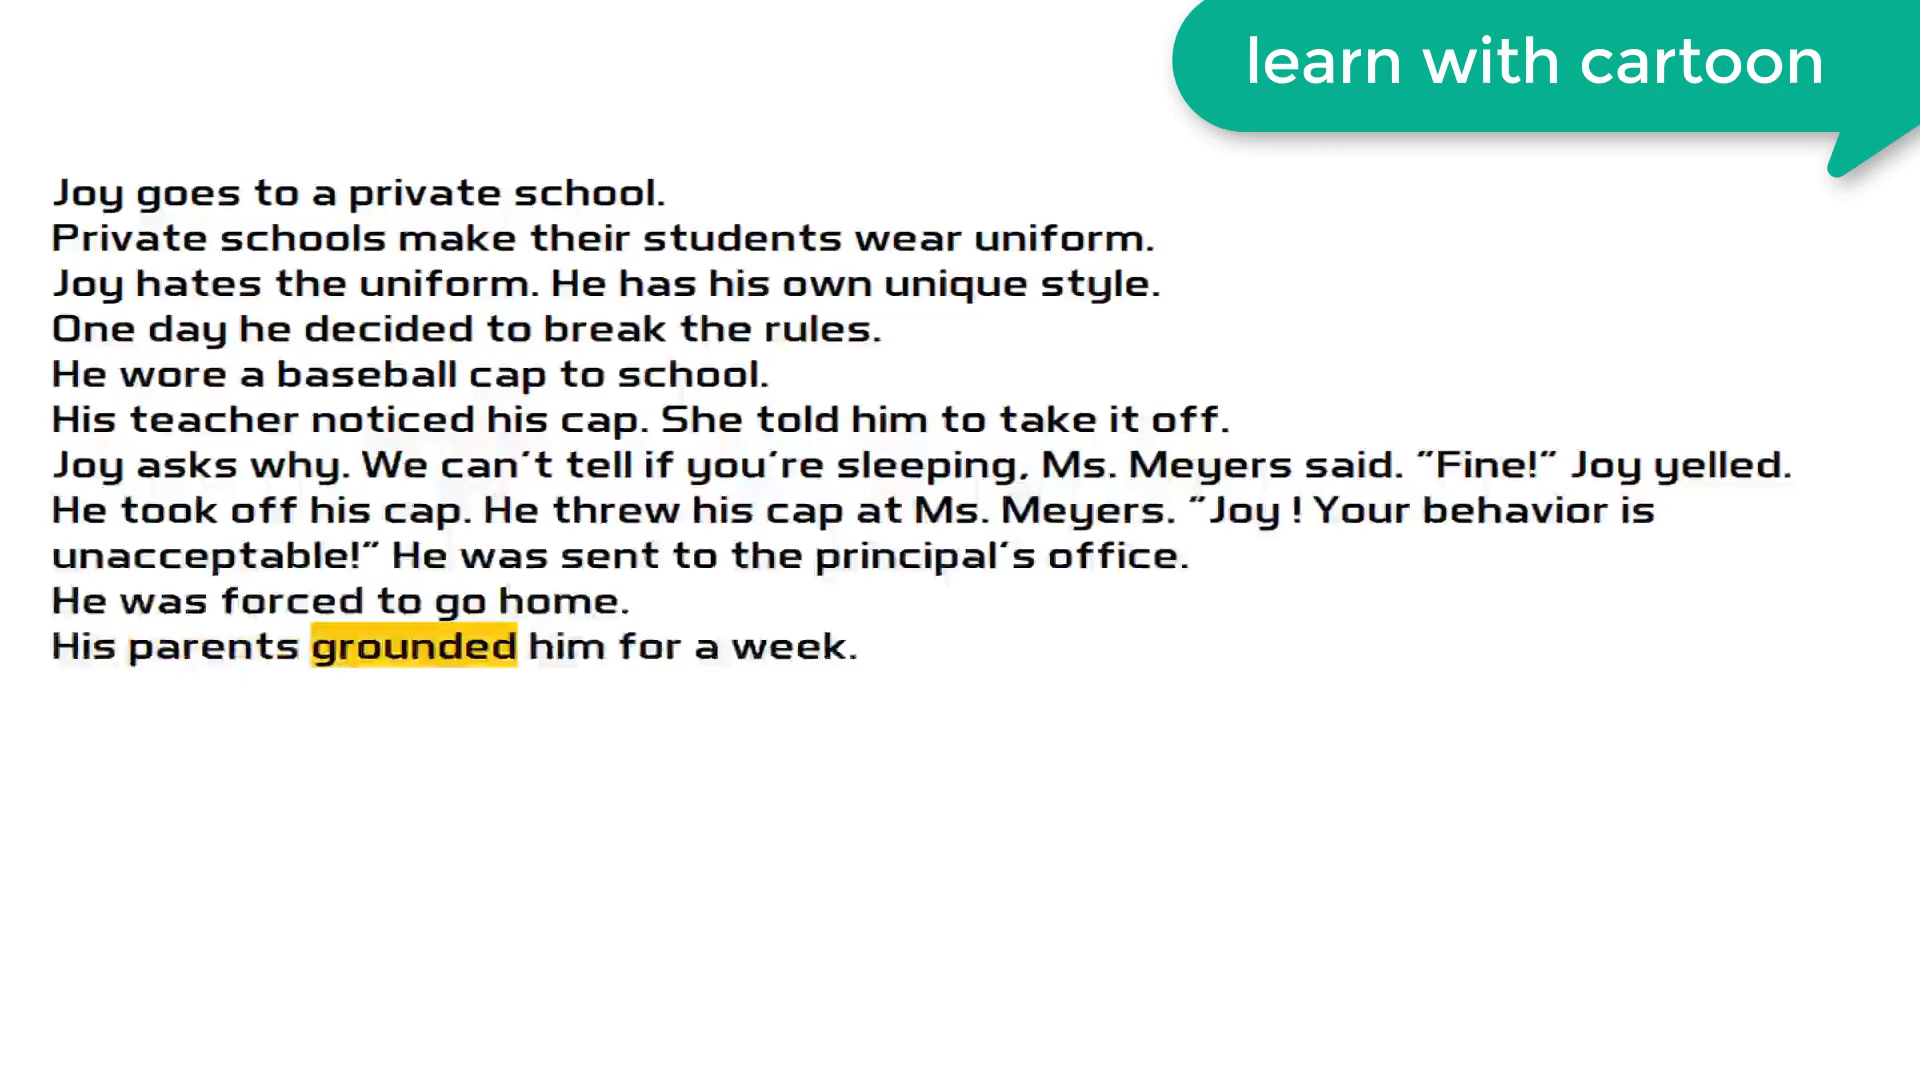 learn with cartoon
Joy goes to a private school.
Private schools make their students wear uniform.
Joy hates the uniform. He has his own unique style.
One day he decided to break the rules.
He wore a baseball cap to school.
His teacher noticed his cap. She told him to take it off.
Joy asks why. We can't tell if you're sleeping, Ms. Meyers said. "Fine!" Joy yelled.
He took off his cap. He threw his cap at Ms. Meyers. "Joy ! Your behavior is
unacceptable!" He was sent to the principal's office.
He was forced to go home.
His parents grounded him for a week.